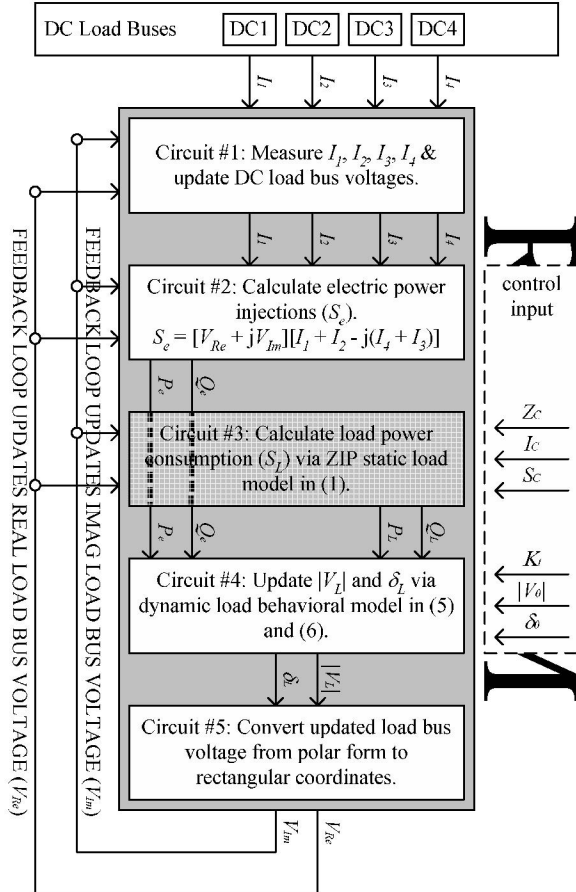 DC Load Buses
DC1 DC2 DC3 DC4
I1 I2 I3 I4
Circuit #1: Measure I1, I2, I3, I4 &
update DC load bus voltages.
I1 I2 I3 I4
control
input
Circuit #2: Calculate electric power
injections (Se).
Se = [VRe + jVIm][I1 + I2 - j(I4 + I3)]
Pe Qe
Circuit #3: Calculate load power
consumption (SL) via ZIP static load
model in (1).
ZC
IC
SC
Pe Qe PL QL
Circuit #4: Update |VL| and δL via
dynamic load behavioral model in (5)
and (6).
|V0|
δ0
δL |VL|
Circuit #5: Convert updated load bus
voltage from polar form to
rectangular coordinates.
VIm VRe
FEEDBACK LOOP UPDATES REAL LOAD BUS VOLTAGE (VRe)
FEEDBACK LOOP UPDATES IMAG LOAD BUS VOLTAGE (VIm)